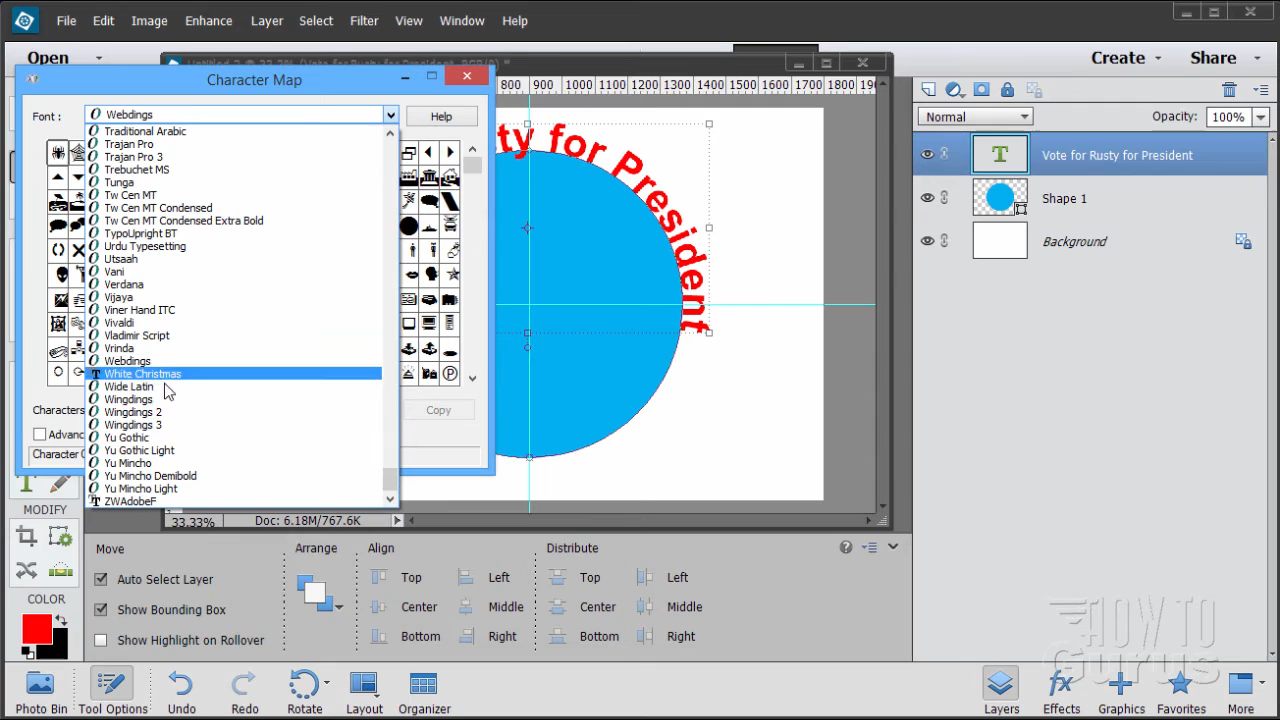 File Edit Image Enhance Layer Select Filter View Window Help
Open
Create Share
Character Map
Font : Webdings Help
Traditional Arabic
Trajan Pro
Trajan Pro 3
Trebuchet MS
Tunga
Tw Cen MT
Tw Cen MT Condensed
Tw Cen MT Condensed Extra Bold
TypoUpright BT
Urdu Typesetting
Utsaah
Vani
Verdana
Vijaya
Viner Hand ITC
Vivaldi
Vladimir Script
Vrinda
Webdings
White Christmas
Wide Latin
Wingdings
Wingdings 2
Wingdings 3
Yu Gothic
Yu Gothic Light
Yu Mincho
Yu Mincho Demibold
Yu Mincho Light
ZWAdobeF
Characters
Copy
Advan
Character
800 900 1000 1100 1200 1300 1400 1500 1600 1700 1800
ty for President
33.33% Doc: 6.18M/767.6K
Normal Opacity: 100%
T Vote for Rusty for President
Shape 1
Background
MODIFY
COLOR
Move
Auto Select Layer
Show Bounding Box
Show Highlight on Rollover
Arrange
Align
Top Left
Center Middle
Bottom Right
Distribute
Top Left
Center Middle
Bottom Right
HOW TO
Gurus
Photo Bin Tool Options Undo Redo Rotate Layout Organizer
Layers Effects Graphics Favorites More